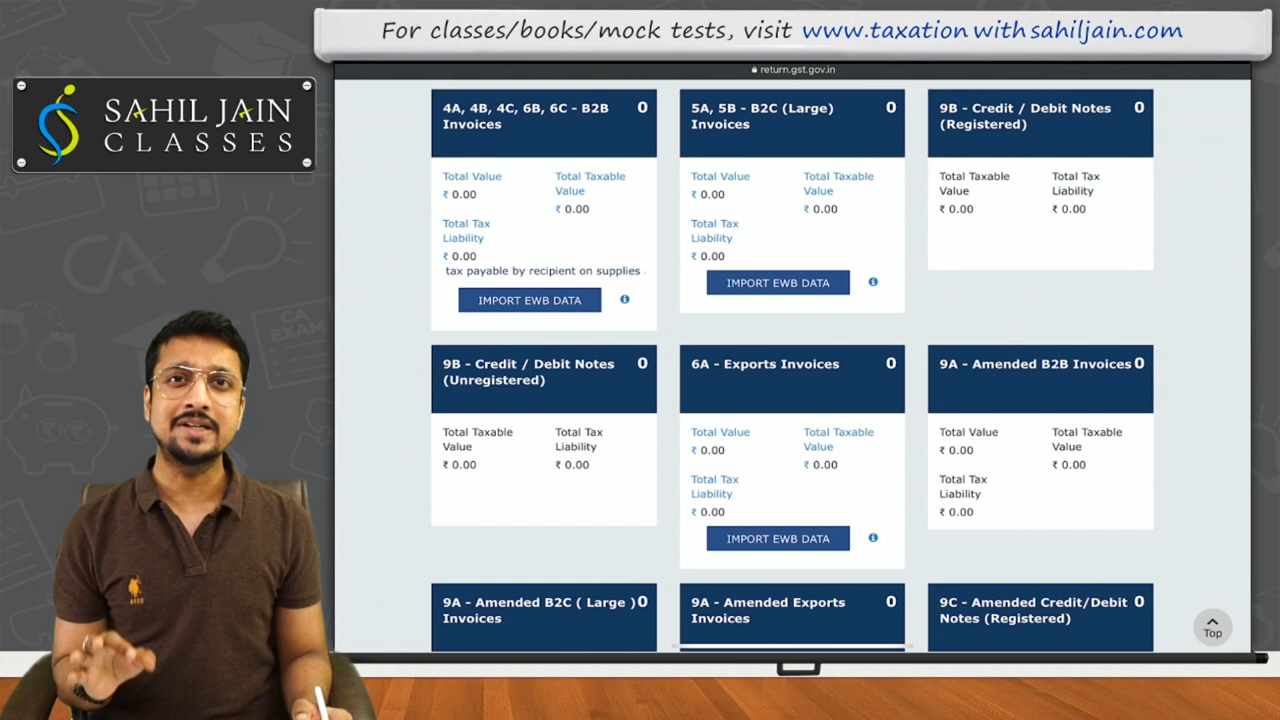 For classes/books/mock tests, visit www.taxationwithsahiljain.com
SAHIL JAIN
CLASSES
return.gst.gov.in
4A, 4B, 4C, 6B, 6C - B2B Invoices 0
Total Value
₹ 0.00
Total Taxable Value
₹ 0.00
Total Tax Liability
₹ 0.00
tax payable by recipient on supplies .
IMPORT EWB DATA
5A, 5B - B2C (Large) Invoices 0
Total Value
₹ 0.00
Total Taxable Value
₹ 0.00
Total Tax Liability
₹ 0.00
IMPORT EWB DATA
9B - Credit / Debit Notes (Registered) 0
Total Taxable Value
₹ 0.00
Total Tax Liability
₹ 0.00
9B - Credit / Debit Notes (Unregistered) 0
Total Taxable Value
₹ 0.00
Total Tax Liability
₹ 0.00
6A - Exports Invoices 0
Total Value
₹ 0.00
Total Taxable Value
₹ 0.00
Total Tax Liability
₹ 0.00
IMPORT EWB DATA
9A - Amended B2B Invoices 0
Total Value
₹ 0.00
Total Taxable Value
₹ 0.00
Total Tax Liability
₹ 0.00
9A - Amended B2C ( Large ) Invoices 0
9A - Amended Exports Invoices 0
9C - Amended Credit/Debit Notes (Registered) 0
Top
CA
CA EXAM